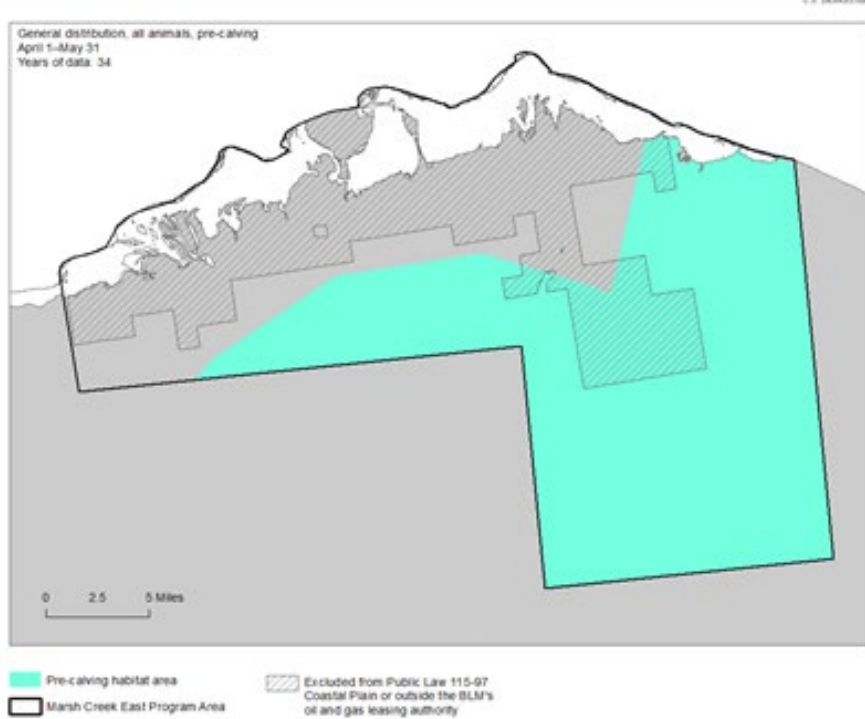 General distribution, all animals, pre-calving
April 1–May 31
Years of data: 34
0 2.5 5 Miles
Pre-calving habitat area
Marsh Creek East Program Area
Excluded from Public Law 115-97
Coastal Plain or outside the BLM's
oil and gas leasing authority